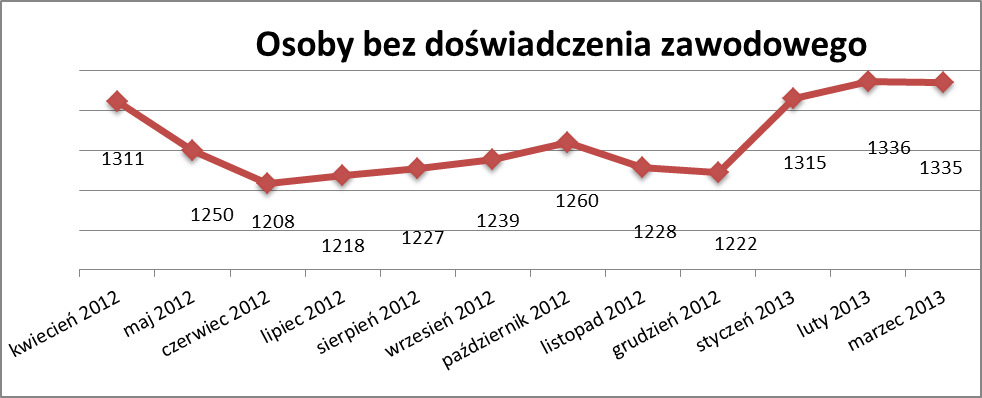 Osoby bez doświadczenia zawodowego
1311
1250
1208
1218
1227
1239
1260
1228
1222
1315
1336
1335
kwiecień 2012
maj 2012
czerwiec 2012
lipiec 2012
sierpień 2012
wrzesień 2012
październik 2012
listopad 2012
grudzień 2012
styczeń 2013
luty 2013
marzec 2013